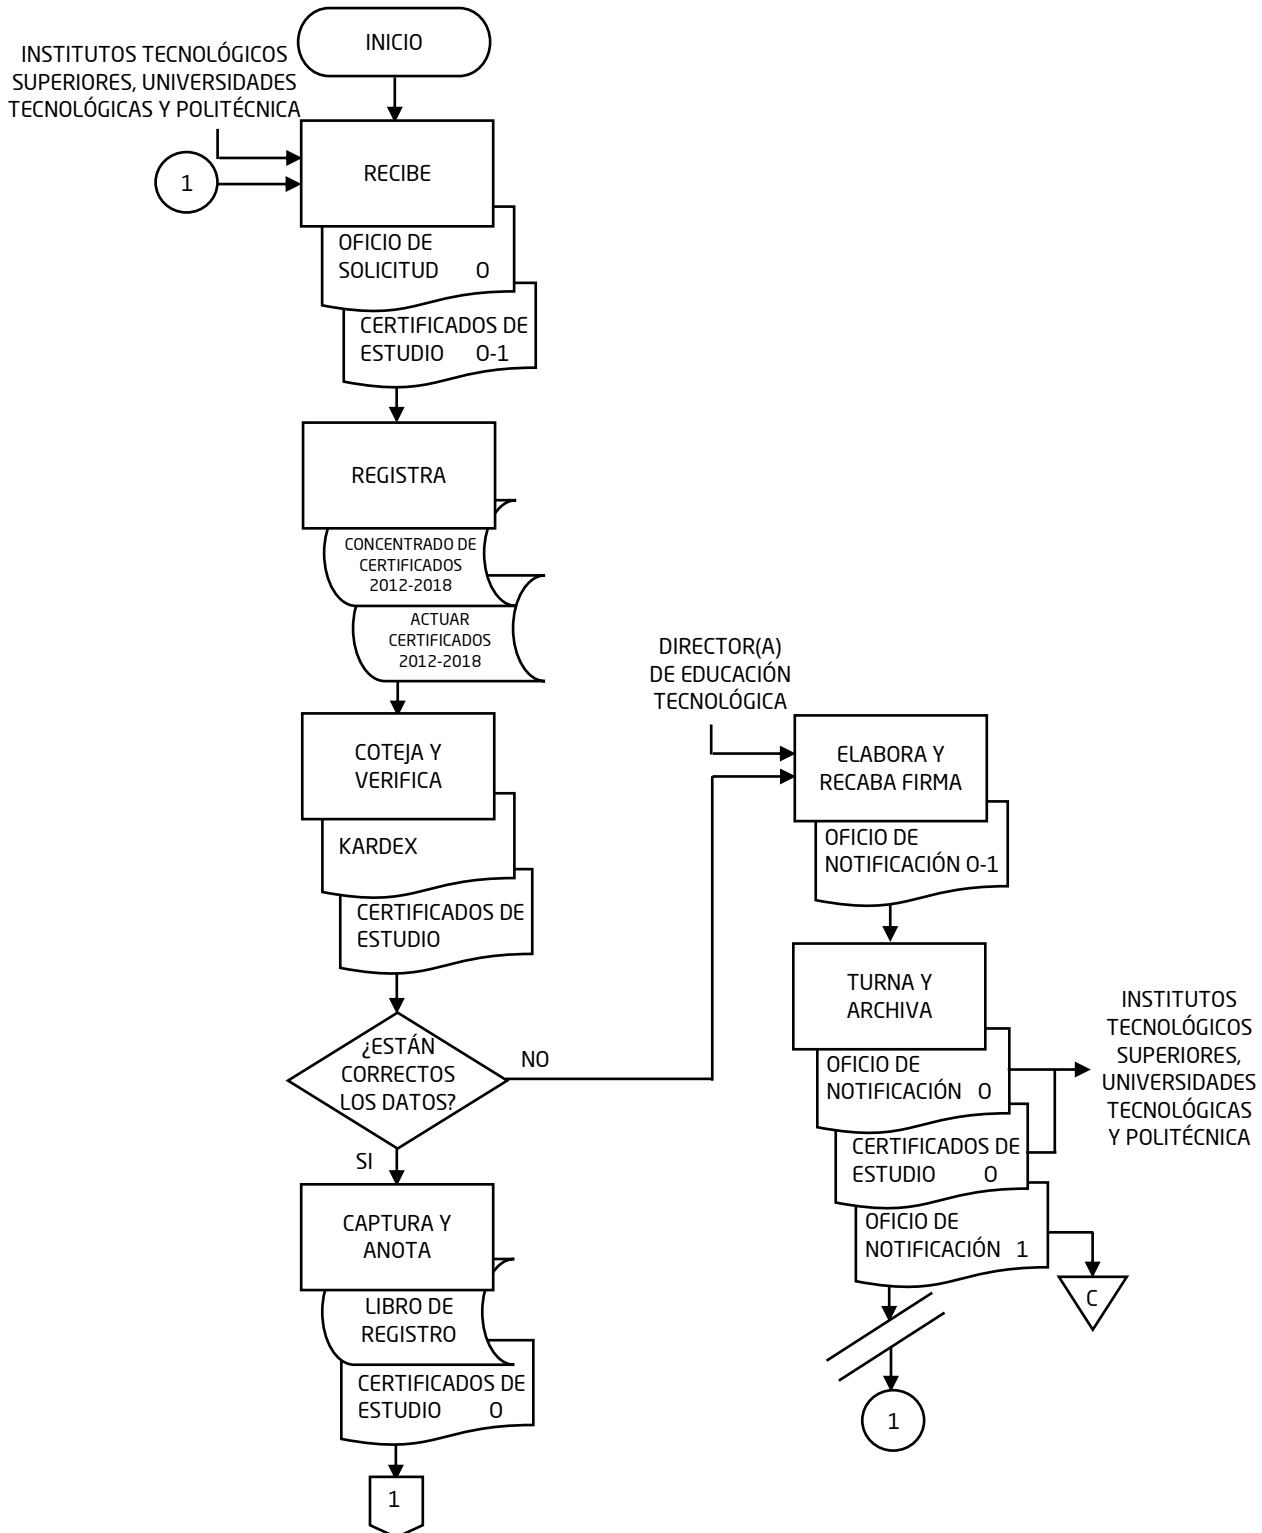 INICIO
INSTITUTOS TECNOLÓGICOS
SUPERIORES, UNIVERSIDADES
TECNOLÓGICAS Y POLITÉCNICA
1
RECIBE
OFICIO DE
SOLICITUD O
CERTIFICADOS DE
ESTUDIO O-1
REGISTRA
CONCENTRADO DE
CERTIFICADOS
2012-2018
ACTUAR
CERTIFICADOS
2012-2018
COTEJA Y
VERIFICA
KARDEX
CERTIFICADOS DE
ESTUDIO
¿ESTÁN
CORRECTOS
LOS DATOS?
NO
SI
CAPTURA Y
ANOTA
LIBRO DE
REGISTRO
CERTIFICADOS DE
ESTUDIO O
1
DIRECTOR(A)
DE EDUCACIÓN
TECNOLÓGICA
ELABORA Y
RECABA FIRMA
OFICIO DE
NOTIFICACIÓN O-1
TURNA Y
ARCHIVA
OFICIO DE
NOTIFICACIÓN O
CERTIFICADOS DE
ESTUDIO O
OFICIO DE
NOTIFICACIÓN 1
INSTITUTOS
TECNOLÓGICOS
SUPERIORES,
UNIVERSIDADES
TECNOLÓGICAS
Y POLITÉCNICA
C
1